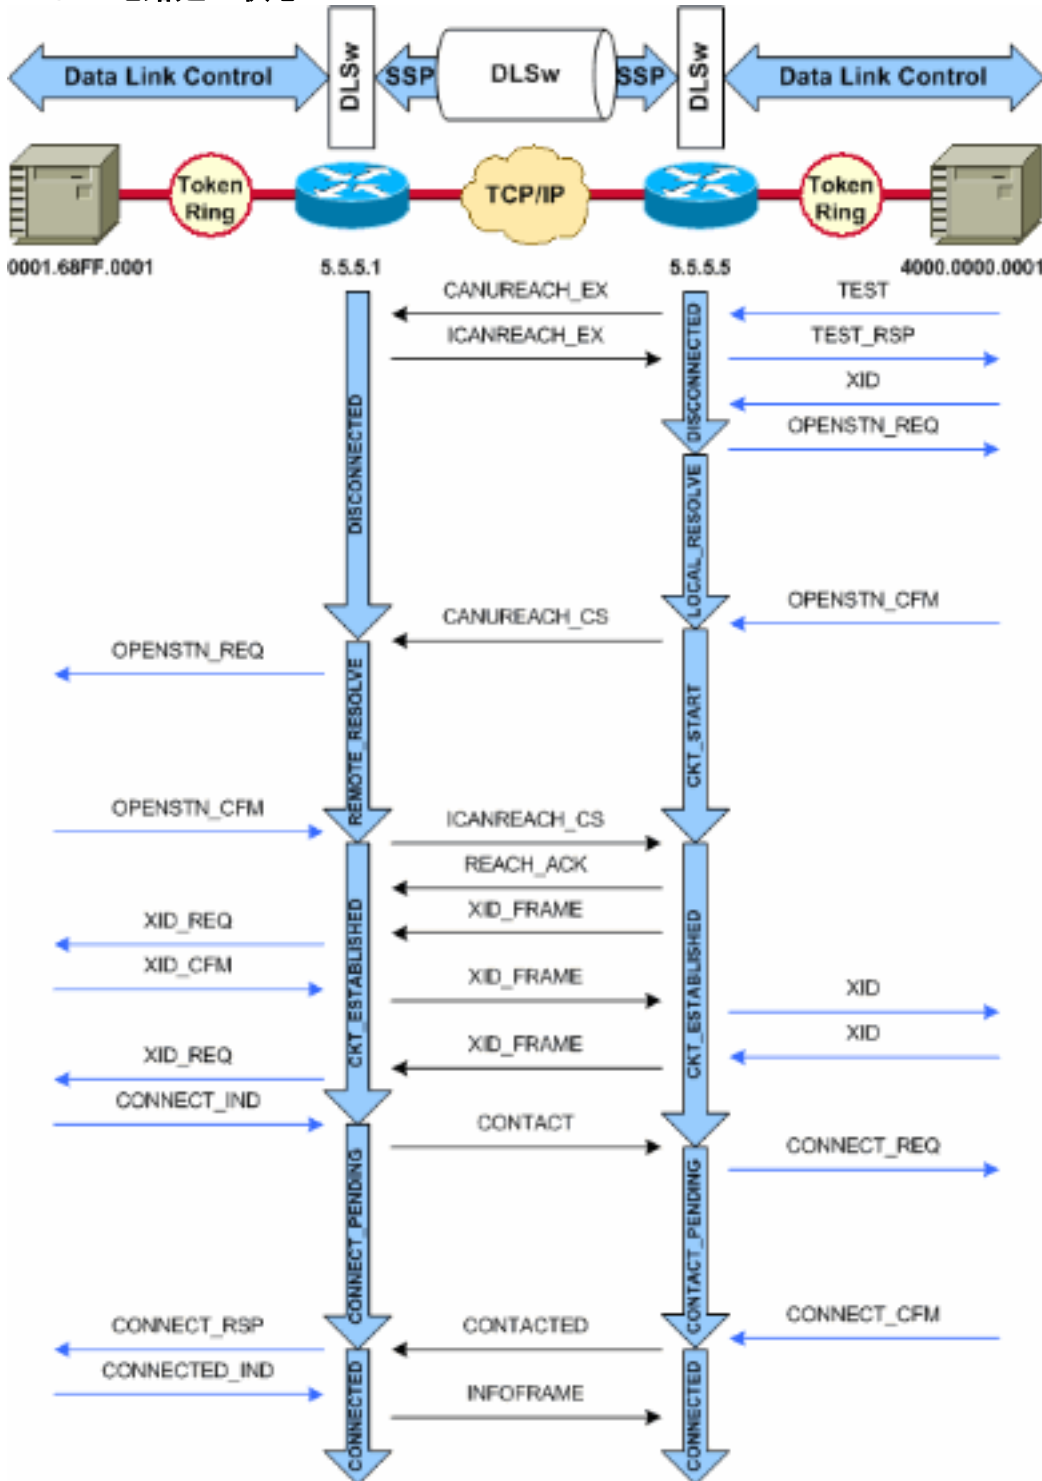 Data Link Control
DLSw
SSP
DLSw
SSP
DLSw
Data Link Control
Token
Ring
TCP/IP
Token
Ring
0001.68FF.0001
5.5.5.1
5.5.5.5
4000.0000.0001
CANUREACH_EX
TEST
ICANREACH_EX
TEST_RSP
XID
OPENSTN_REQ
DISCONNECTED
DISCONNECTED
LOCAL_RESOLVE
OPENSTN_CFM
CANUREACH_CS
OPENSTN_REQ
REMOTE_RESOLVE
CKT_START
OPENSTN_CFM
ICANREACH_CS
REACH_ACK
XID_FRAME
XID_REQ
XID_CFM
XID_FRAME
XID
CKT_ESTABLISHED
CKT_ESTABLISHED
XID_FRAME
XID
XID_REQ
CONNECT_IND
CONTACT
CONNECT_REQ
CONNECT_PENDING
CONTACT_PENDING
CONNECT_RSP
CONTACTED
CONNECT_CFM
CONNECTED_IND
INFOFRAME
CONNECTED
CONNECTED